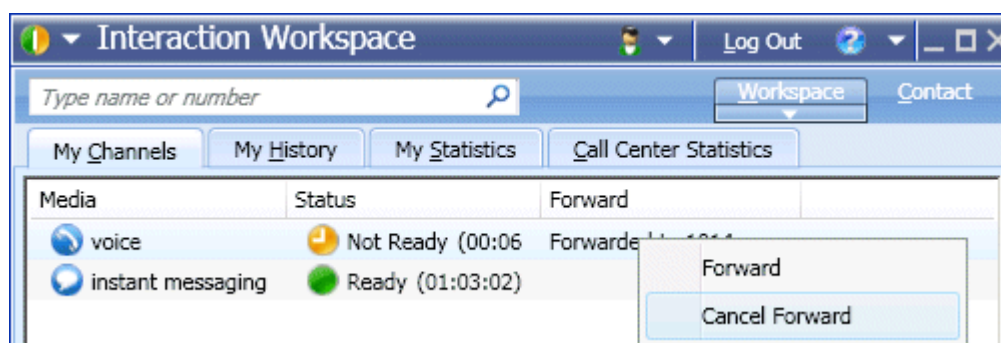 Interaction Workspace Log Out
Type name or number Workspace Contact
My Channels My History My Statistics Call Center Statistics
Media Status Forward
voice Not Ready (00:06
Forward
instant messaging Ready (01:03:02)
Cancel Forward